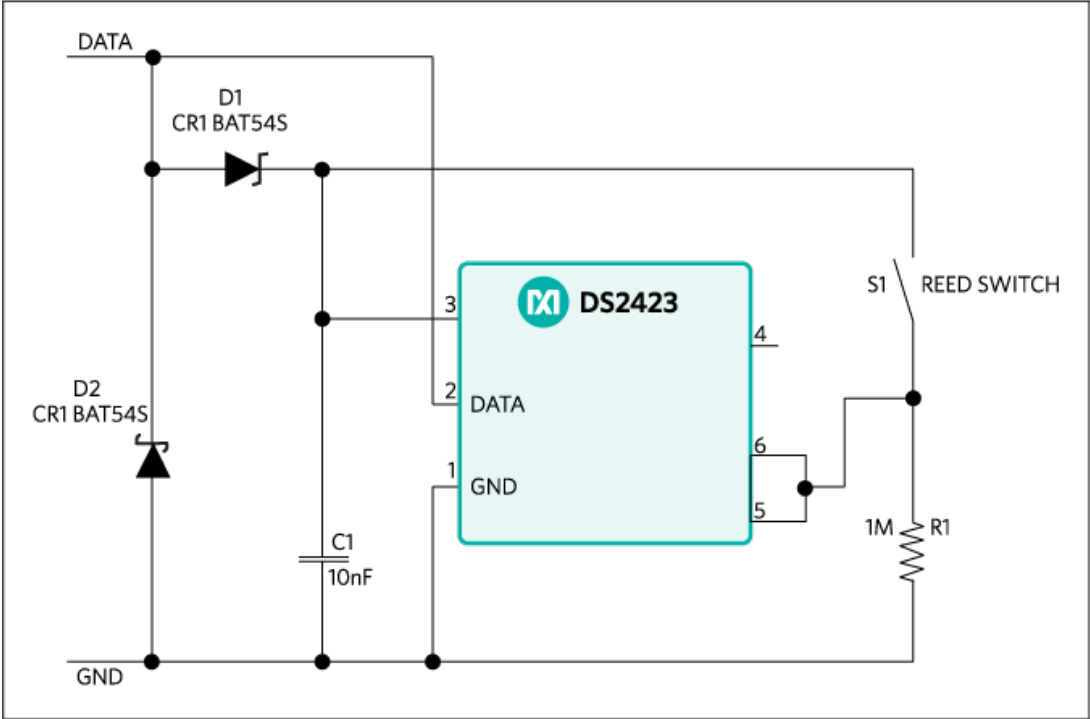 DATA
D1
CR1 BAT54S
DS2423
3
4
S1 REED SWITCH
D2
CR1 BAT54S
2
DATA
6
1
GND
5
1M R1
C1
10nF
GND